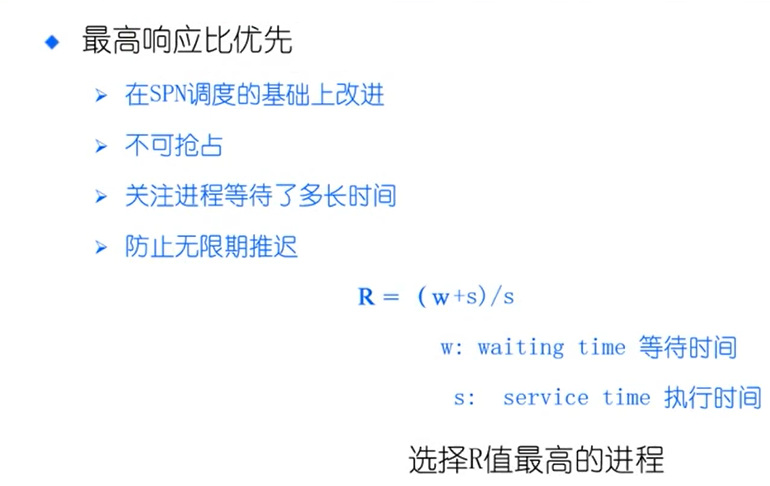 最高响应比优先
在SPN调度的基础上改进
不可抢占
关注进程等待了多长时间
防止无限期推迟
R = (w+s)/s
w: waiting time 等待时间
s: service time 执行时间
选择R值最高的进程